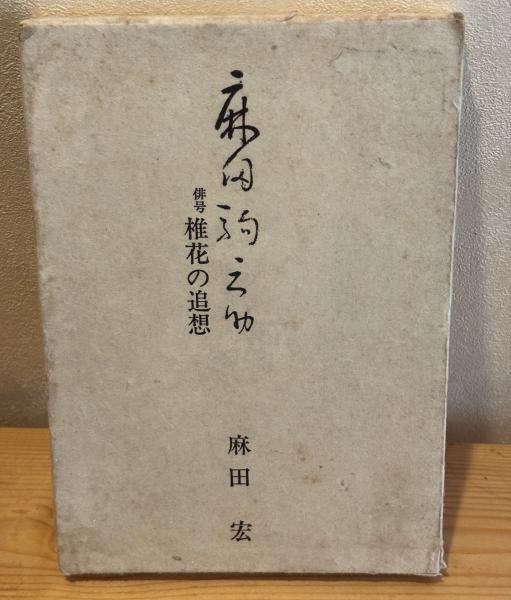 麻田駒之助
俳号 椎花の追想
麻田 宏